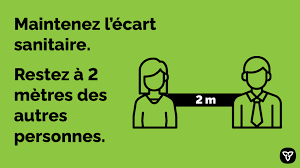 Maintenez l'écart
sanitaire.
Restez à 2
mètres des
autres
personnes.
2 m